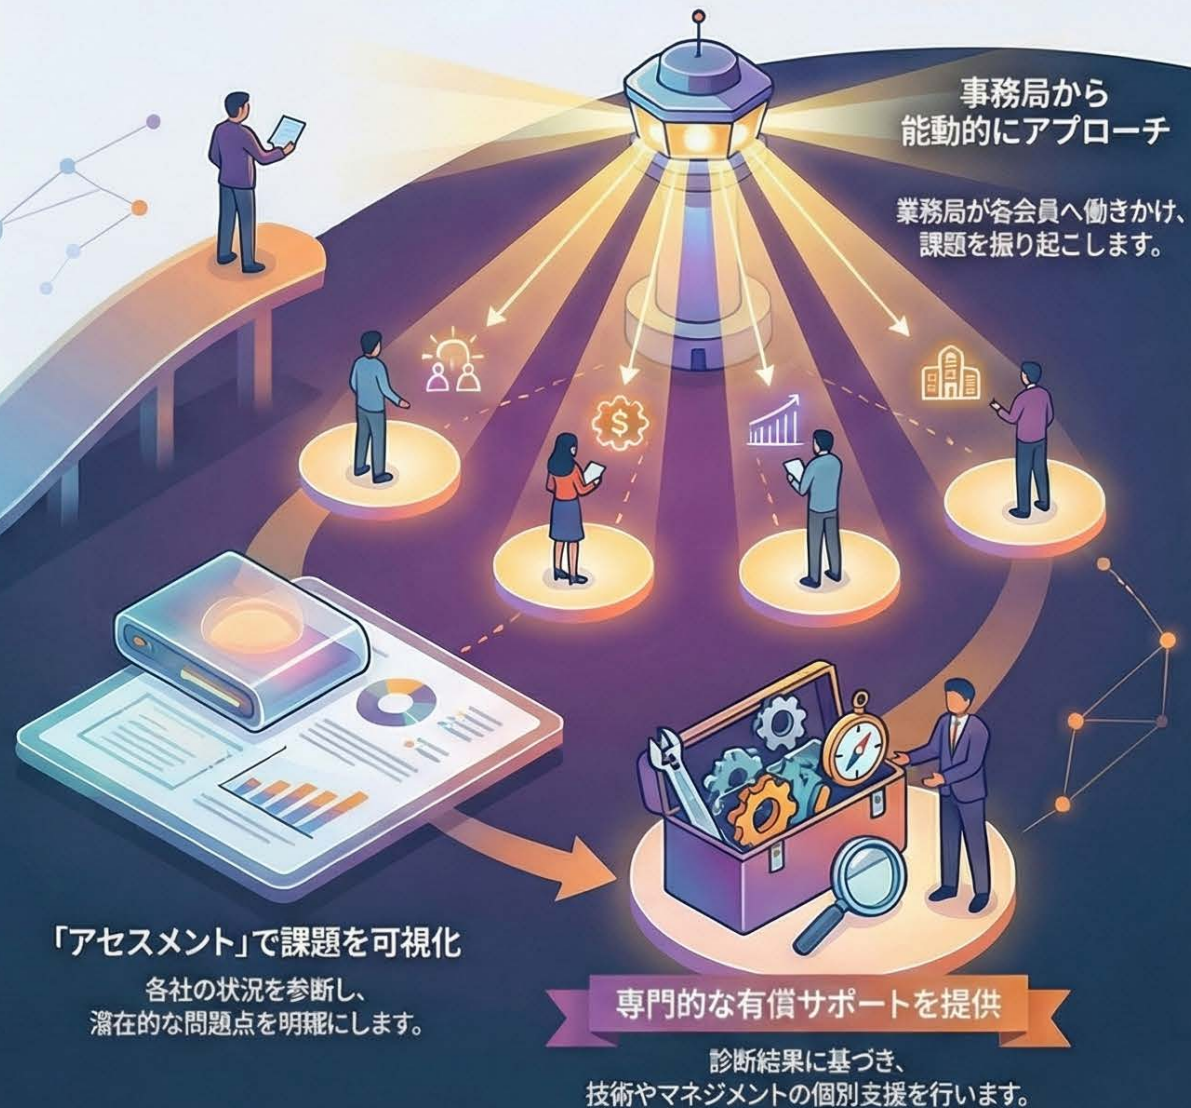 事務局から
能動的にアプローチ
業務局が各会員へ働きかけ、
課題を振り起こします。
「アセスメント」で課題を可視化
各社の状況を参断し、
溜在的な問題点を明瞭にします。
専門的な有償サポートを提供
診断結果に基づき、
技術やマネジメントの個別支援を行います。
$